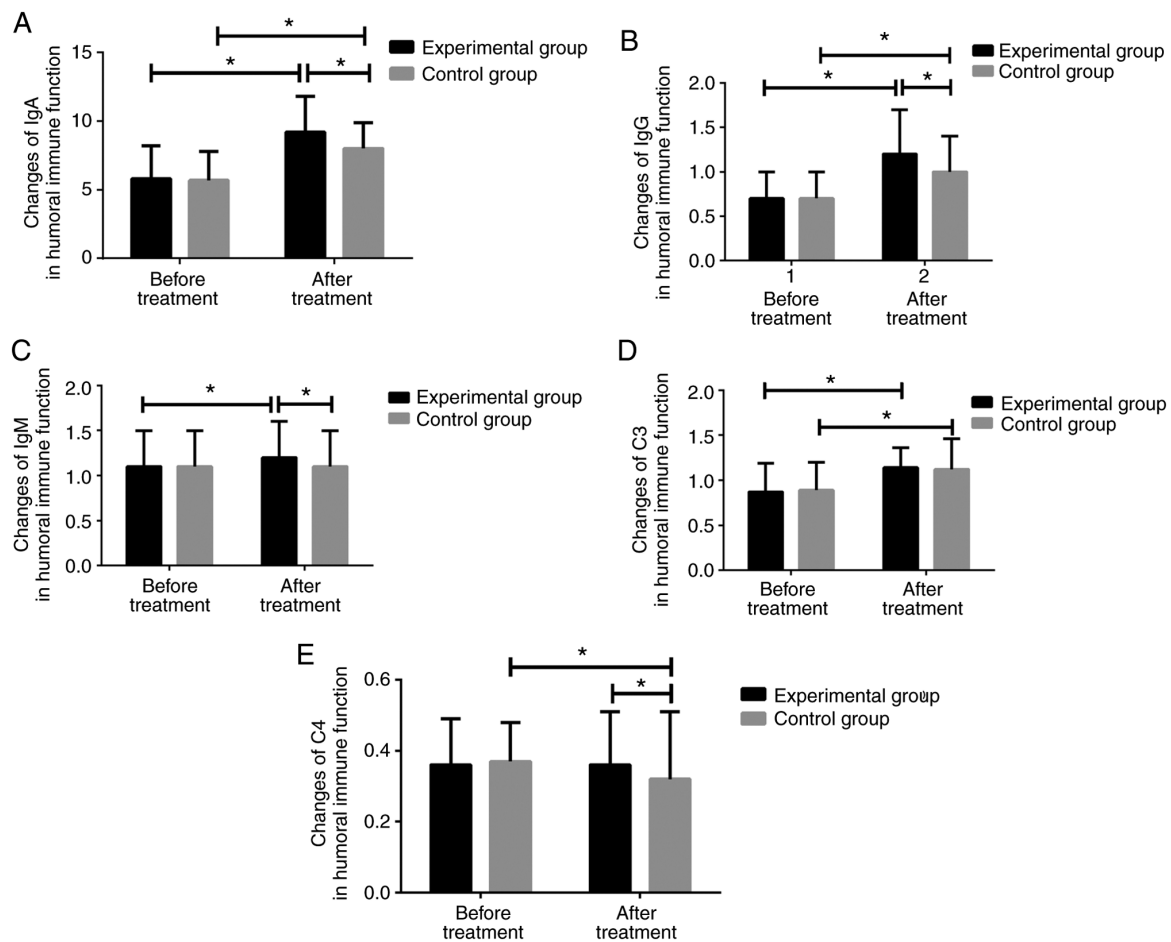 A
Changes of IgA
in humoral immune function
15
10
5
0
*
*
*
Experimental group
Control group
Before
treatment
After
treatment
B
Changes of IgG
in humoral immune function
2.0
1.5
1.0
0.5
0.0
*
*
*
Experimental group
Control group
1
2
Before
treatment
After
treatment
C
Changes of IgM
in humoral immune function
2.0
1.5
1.0
0.5
0.0
*
*
Experimental group
Control group
Before
treatment
After
treatment
D
Changes of C3
in humoral immune function
2.0
1.5
1.0
0.5
0.0
*
*
Experimental group
Control group
Before
treatment
After
treatment
E
Changes of C4
in humoral immune function
0.6
0.4
0.2
0.0
*
*
Experimental group
Control group
Before
treatment
After
treatment